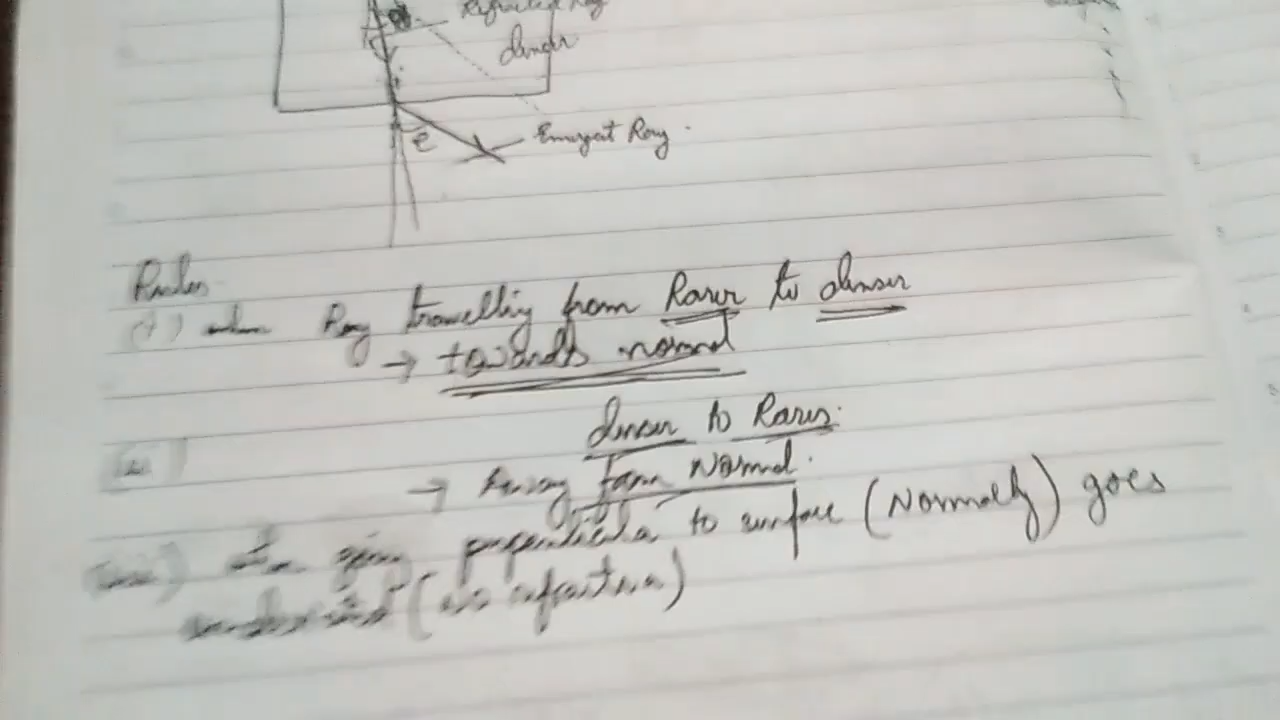 Refracted Ray
denser
e
Emergent Ray
Rules
(i) when Ray travelling from Rarer to denser
→ towards normal
denser to Rarer
→ Away from Normal.
perpendicular to surface (Normally) goes
(no refraction)